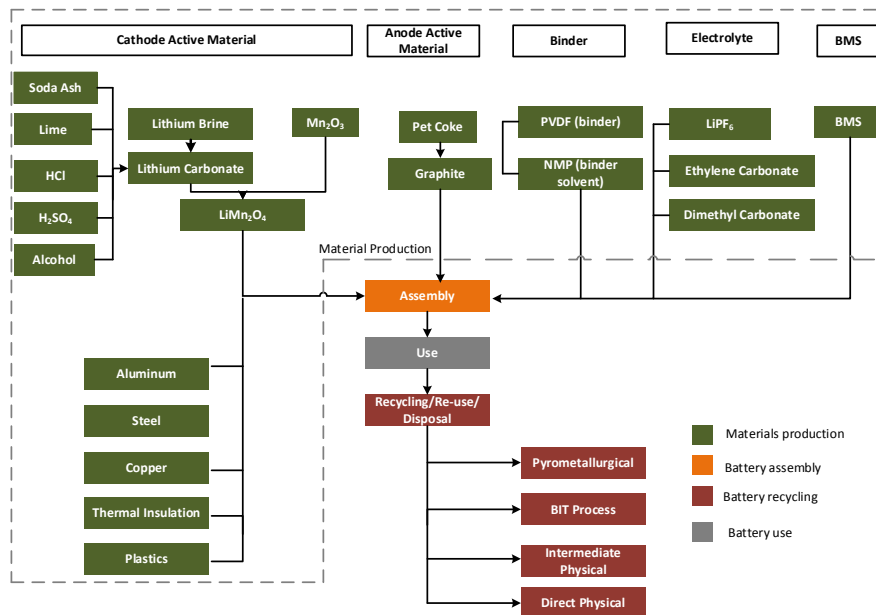 Cathode Active Material
Anode Active
Material
Binder
Electrolyte
BMS
Soda Ash
Lime
HCl
H₂SO₄
Alcohol
Lithium Brine
Mn₂O₃
Lithium Carbonate
LiMn₂O₄
Pet Coke
Graphite
PVDF (binder)
NMP (binder
solvent)
LiPF₆
Ethylene Carbonate
Dimethyl Carbonate
BMS
Material Production
Assembly
Use
Recycling/Re-use/
Disposal
Aluminum
Steel
Copper
Thermal Insulation
Plastics
Pyrometallurgical
BIT Process
Intermediate
Physical
Direct Physical
Materials production
Battery assembly
Battery recycling
Battery use